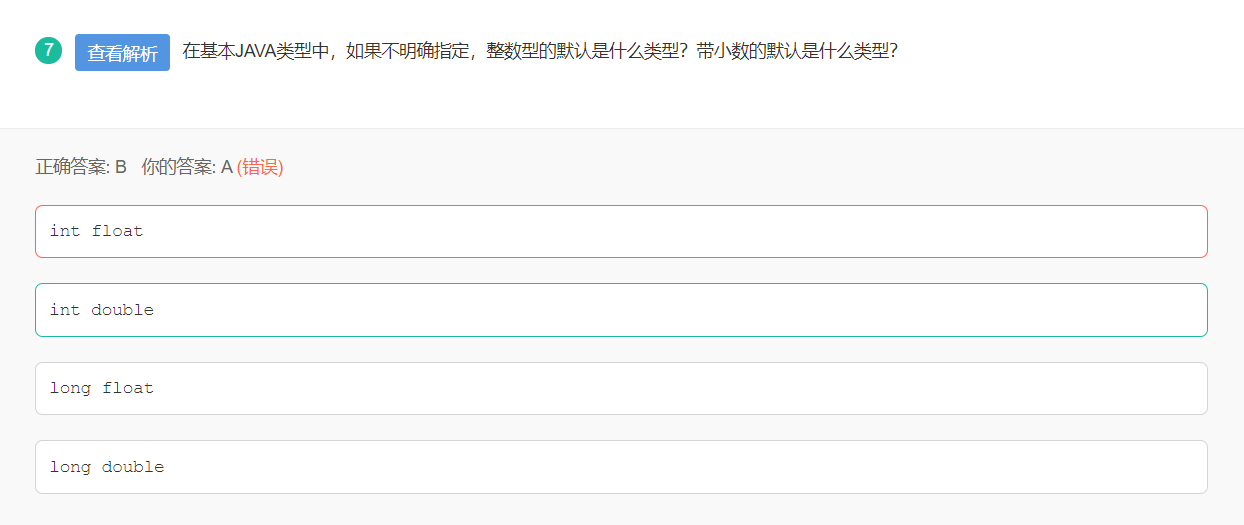 7 查看解析 在基本JAVA类型中，如果不明确指定，整数型的默认是什么类型？带小数的默认是什么类型？
正确答案: B 你的答案: A (错误)
int float
int double
long float
long double